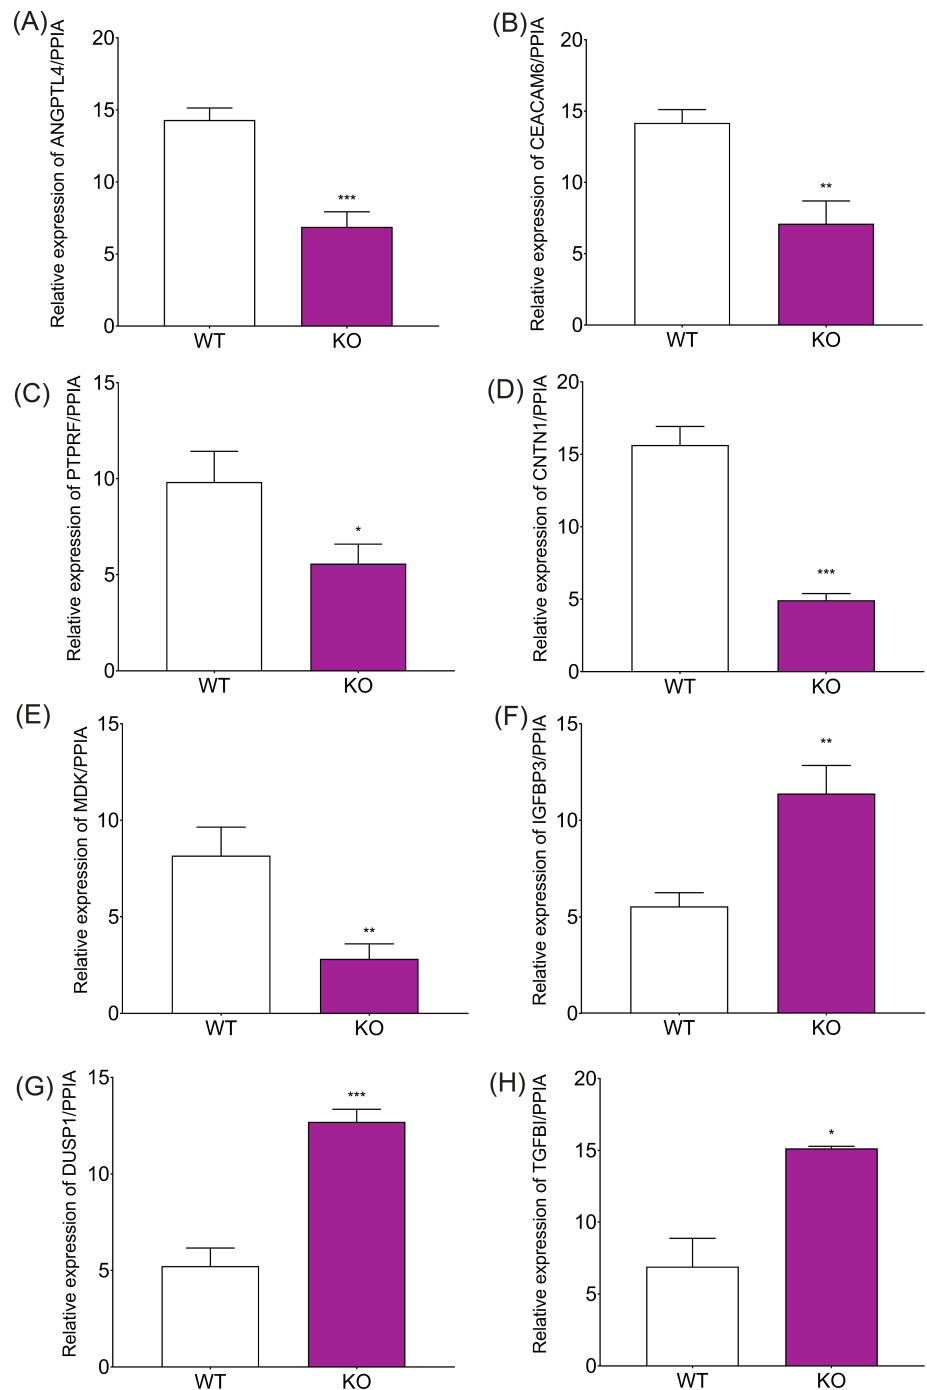 (A)
Relative expression of ANGPTL4/PPIA
20
15
10
5
0
***
WT
KO
(B)
Relative expression of CEACAM6/PPIA
20
15
10
5
0
**
WT
KO
(C)
Relative expression of PTPRF/PPIA
15
10
5
0
*
WT
KO
(D)
Relative expression of CNTN1/PPIA
20
15
10
5
0
***
WT
KO
(E)
Relative expression of MDK/PPIA
15
10
5
0
**
WT
KO
(F)
Relative expression of IGFBP3/PPIA
15
10
5
0
**
WT
KO
(G)
Relative expression of DUSP1/PPIA
15
10
5
0
***
WT
KO
(H)
Relative expression of TGFBI/PPIA
20
15
10
5
0
*
WT
KO